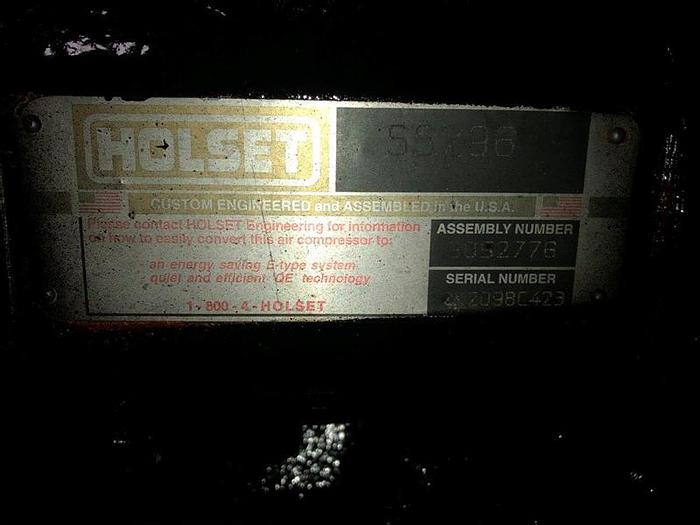 HOLSET
CUSTOM ENGINEERED and ASSEMBLED in the U.S.A.
Please contact HOLSET Engineering for information
on how to easily convert this air compressor to:
an energy saving E-type system
quiet and efficient 'QE' technology
1-800-4-HOLSET
ASSEMBLY NUMBER
SERIAL NUMBER